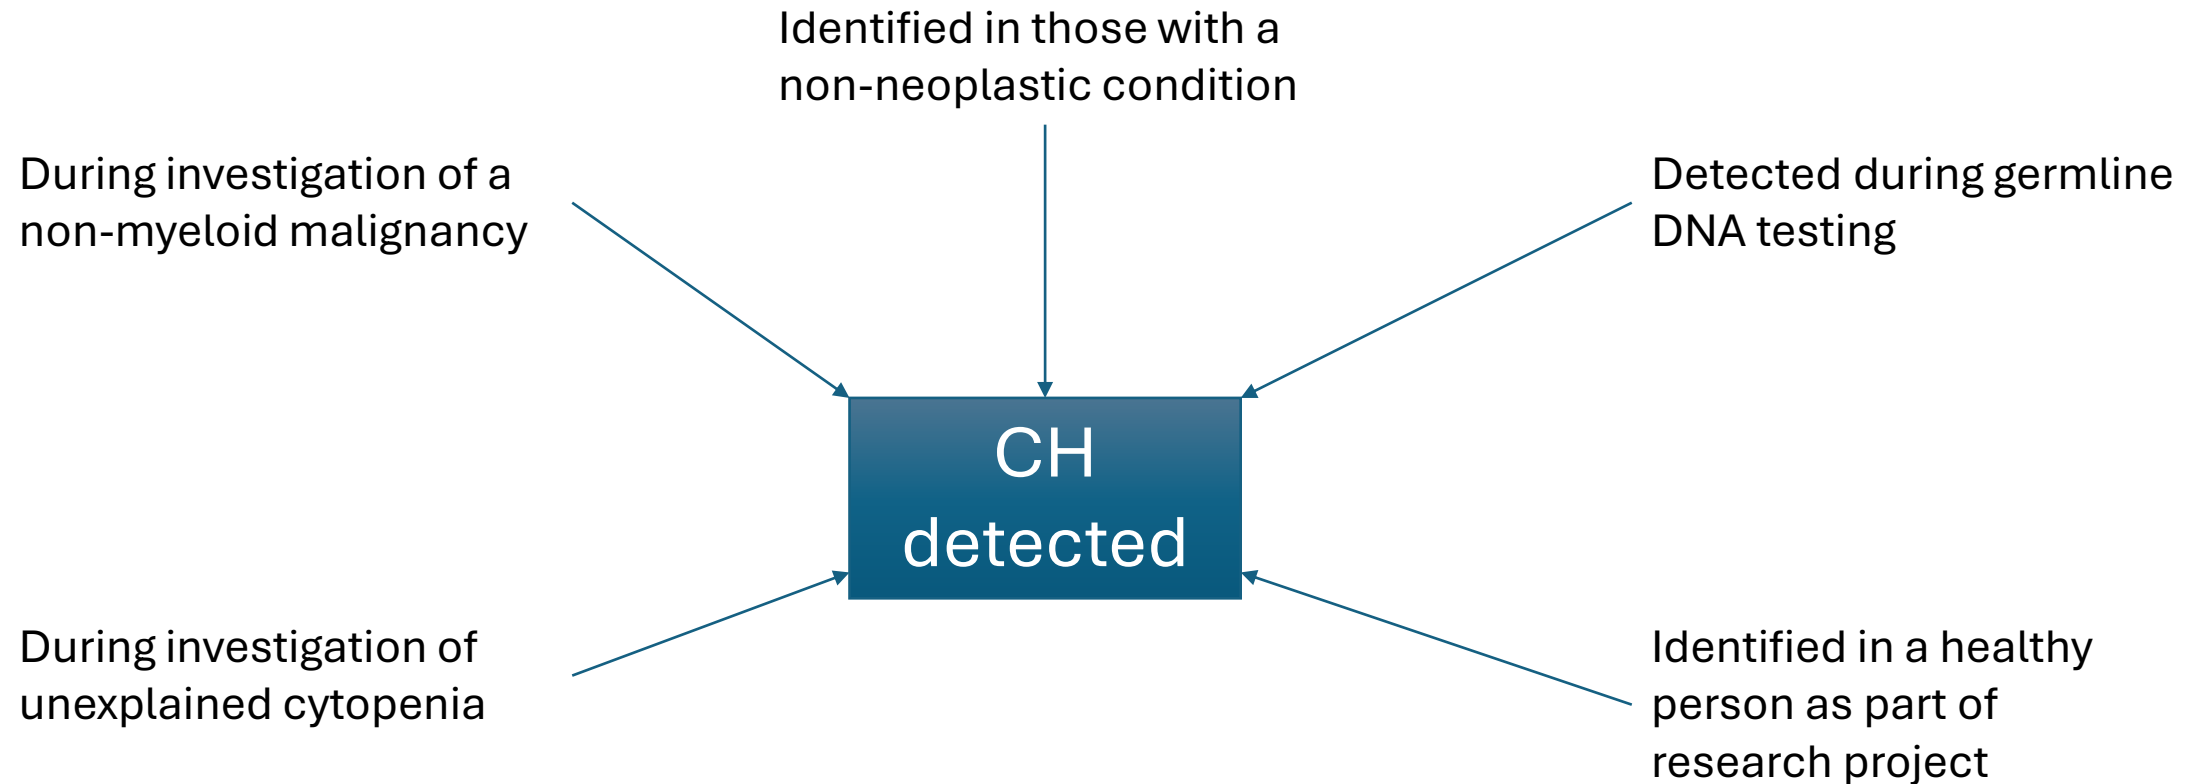 Identified in those with a
non-neoplastic condition
During investigation of a
non-myeloid malignancy
Detected during germline
DNA testing
CH
detected
During investigation of
unexplained cytopenia
Identified in a healthy
person as part of
research project